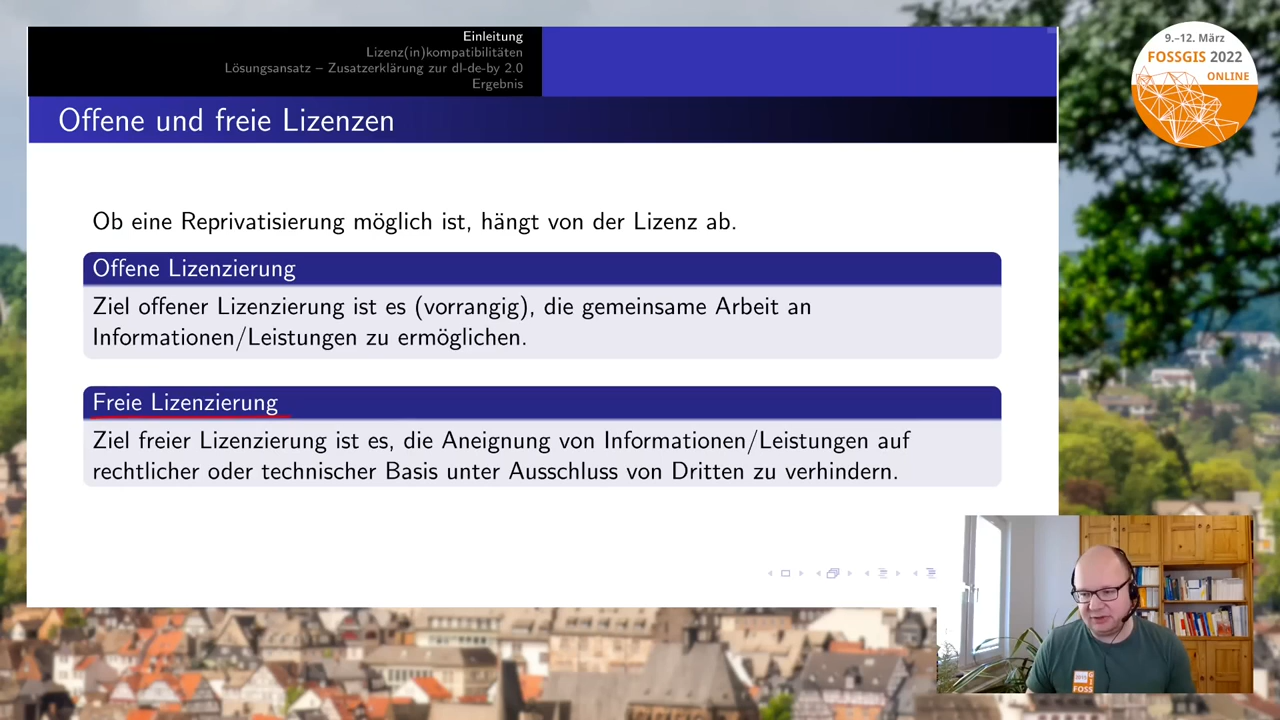 Einleitung
Lizenz(in)kompatibilitäten
Lösungsansatz – Zusatzerklärung zur dl-de-by 2.0
Ergebnis
Offene und freie Lizenzen
Ob eine Reprivatisierung möglich ist, hängt von der Lizenz ab.
Offene Lizenzierung
Ziel offener Lizenzierung ist es (vorrangig), die gemeinsame Arbeit an
Informationen/Leistungen zu ermöglichen.
Freie Lizenzierung
Ziel freier Lizenzierung ist es, die Aneignung von Informationen/Leistungen auf
rechtlicher oder technischer Basis unter Ausschluss von Dritten zu verhindern.
9.–12. März
FOSSGIS 2022
ONLINE
FOSS